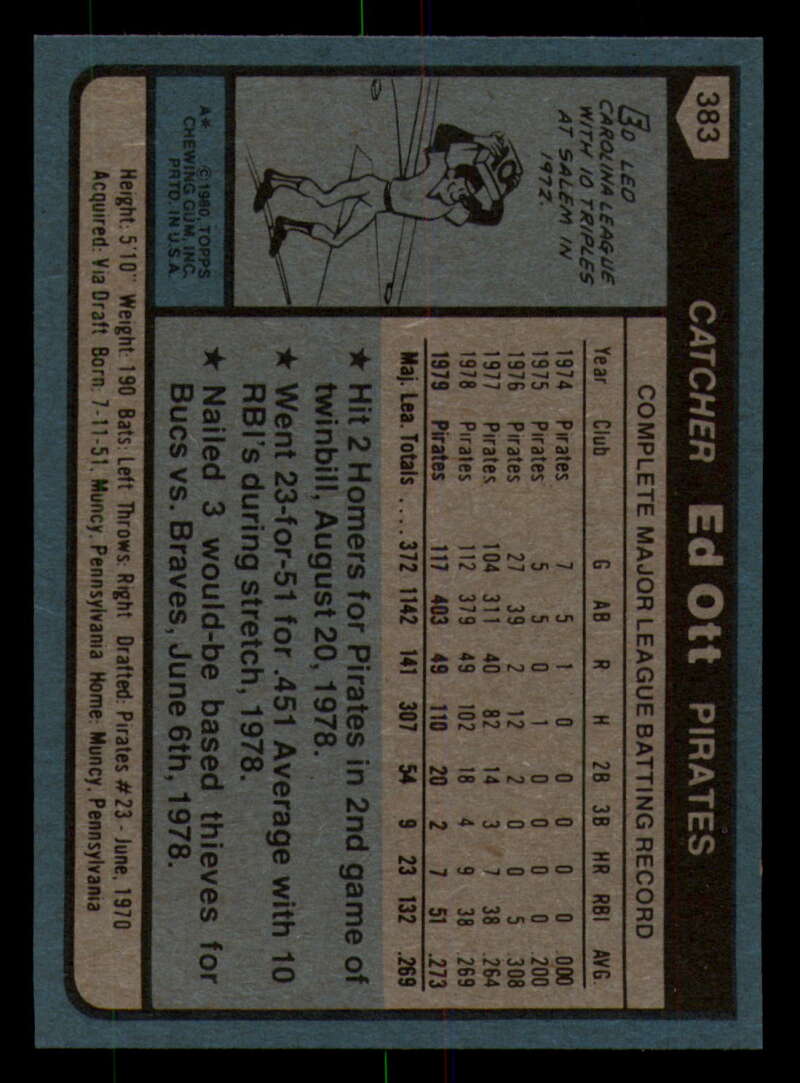 383
CATCHER Ed Ott PIRATES
ED LED
CAROLINA LEAGUE
WITH 10 TRIPLES
AT SALEM IN
1972.
A* ©1980, TOPPS
CHEWING GUM, INC.
PRTD. IN U.S.A.
COMPLETE MAJOR LEAGUE BATTING RECORD
Year Club G AB R H 2B 3B HR RBI AVG.
1974 Pirates 7 5 1 0 0 0 0 0 .000
1975 Pirates 5 5 0 1 0 0 0 0 .200
1976 Pirates 27 39 2 12 2 0 0 5 .308
1977 Pirates 104 311 40 82 14 3 7 38 .264
1978 Pirates 112 379 49 102 18 4 9 38 .269
1979 Pirates 117 403 49 110 20 2 7 51 .273
Maj. Lea. Totals .... 372 1142 141 307 54 9 23 132 .269
★ Hit 2 Homers for Pirates in 2nd game of
twinbill, August 20, 1978.
★ Went 23-for-51 for .451 Average with 10
RBI's during stretch, 1978.
★ Nailed 3 would-be based thieves for
Bucs vs. Braves, June 6th, 1978.
Height: 5'10" Weight: 190 Bats: Left Throws: Right Drafted: Pirates #23 - June, 1970
Acquired: Via Draft Born: 7-11-51, Muncy, Pennsylvania Home: Muncy, Pennsylvania